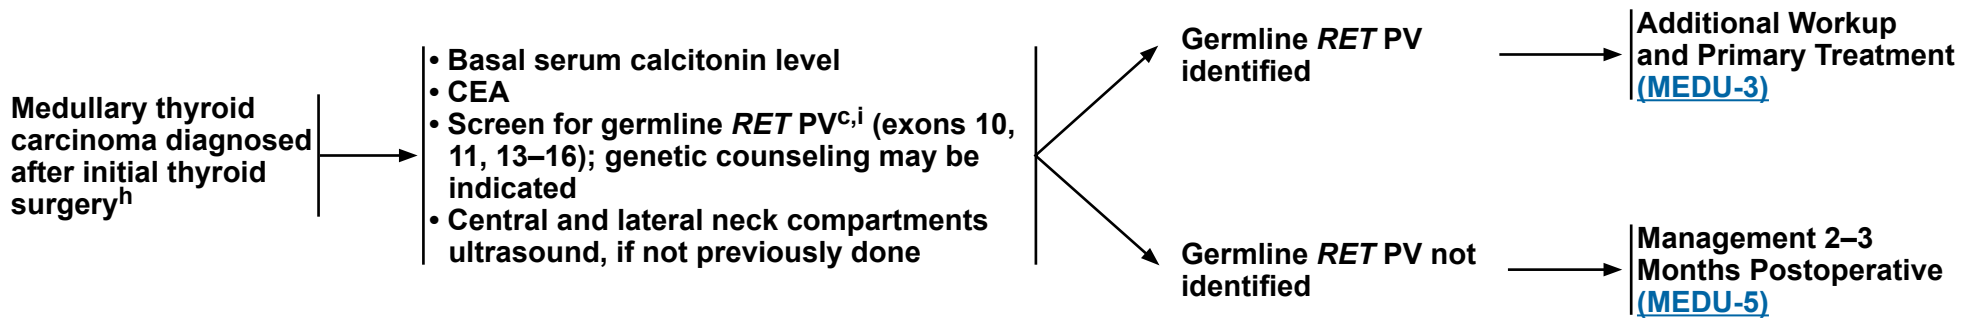 Medullary thyroid
carcinoma diagnosed
after initial thyroid
surgeryh
• Basal serum calcitonin level
• CEA
• Screen for germline RET PVc,i (exons 10,
11, 13–16); genetic counseling may be
indicated
• Central and lateral neck compartments
ultrasound, if not previously done
Germline RET PV
identified
Additional Workup
and Primary Treatment
(MEDU-3)
Germline RET PV not
identified
Management 2–3
Months Postoperative
(MEDU-5)